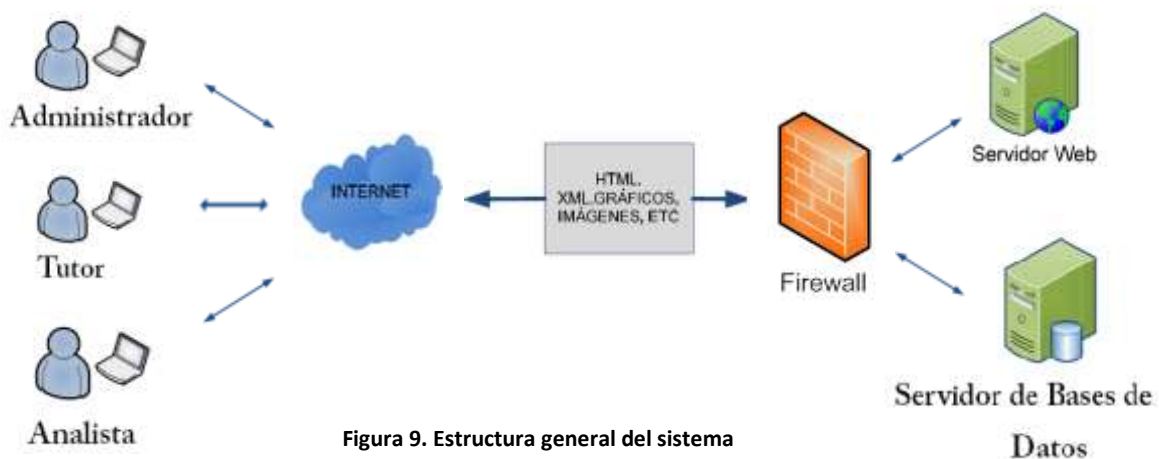 Administrador
Tutor
Analista
INTERNET
HTML,
XML,GRÁFICOS,
IMÁGENES, ETC
Firewall
Servidor Web
Servidor de Bases de
Datos
Figura 9. Estructura general del sistema